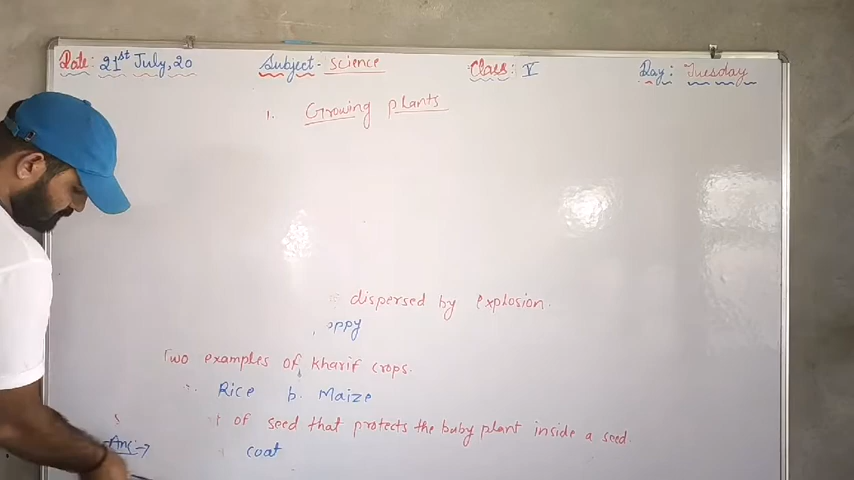 Date: 21st July, 20 Subject- science Class: V Day: Tuesday
1. Growing plants
dispersed by explosion.
Two examples of kharif crops.
Rice b. Maize
of seed that protects the baby plant inside a seed.
Ans:→ coat